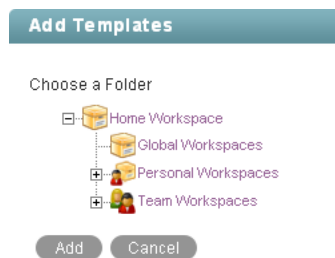 Add Templates
Choose a Folder
Home Workspace
Global Workspaces
Personal Workspaces
Team Workspaces
Add Cancel